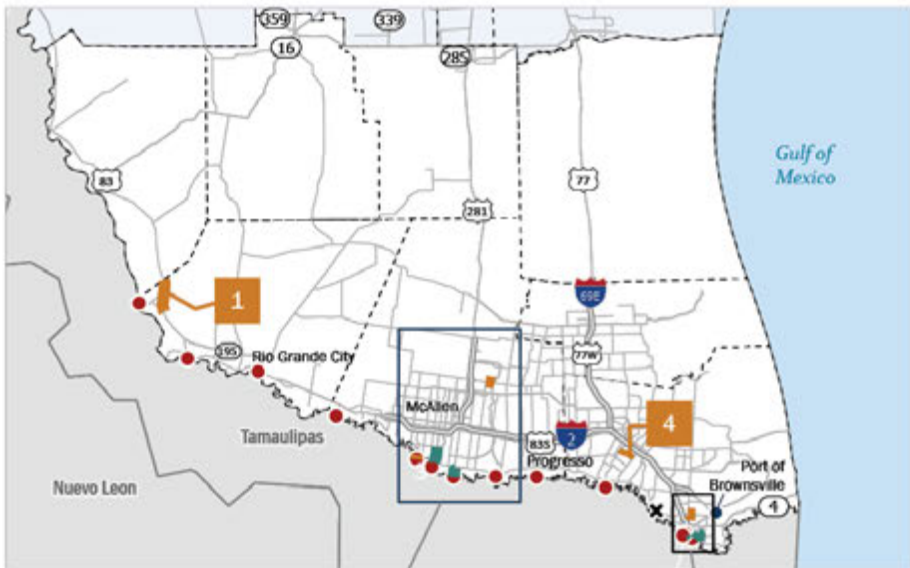 359
339
16
285
Gulf of
Mexico
83
77
281
69E
1
77W
195
Rio Grande City
McAllen
4
Tamaulipas
83S
2
Progresso
Port of
Brownsville
Nuevo Leon
4